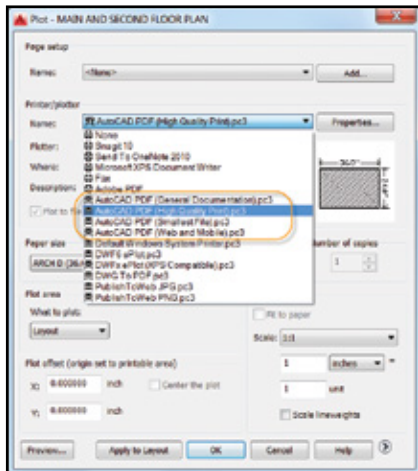 Plot - MAIN AND SECOND FLOOR PLAN
Page setup
Name: <None> Add...
Printer/plotter
Name: AutoCAD PDF (High Quality Print).pc3 Properties...
None
Plotter: Snagit 10
Send To OneNote 2010
Where: Microsoft XPS Document Writer
Fax
Description: Adobe PDF
AutoCAD PDF (General Documentation).pc3
Plot to file AutoCAD PDF (High Quality Print).pc3
AutoCAD PDF (Smallest File).pc3
AutoCAD PDF (Web and Mobile).pc3
Paper size Default Windows System Printer.pc3 Number of copies
DWF6 ePlot.pc3
ARCH D DWFx ePlot (XPS Compatible).pc3 1
DWG To PDF.pc3
PublishToWeb JPG.pc3
Plot area PublishToWeb PNG.pc3
What to plot: Fit to paper
Layout Scale: 1:1
Plot offset (origin set to printable area) 1 inches =
X: 0.000000 inch Center the plot 1 unit
Y: 0.000000 inch Scale lineweights
Preview... Apply to Layout OK Cancel Help